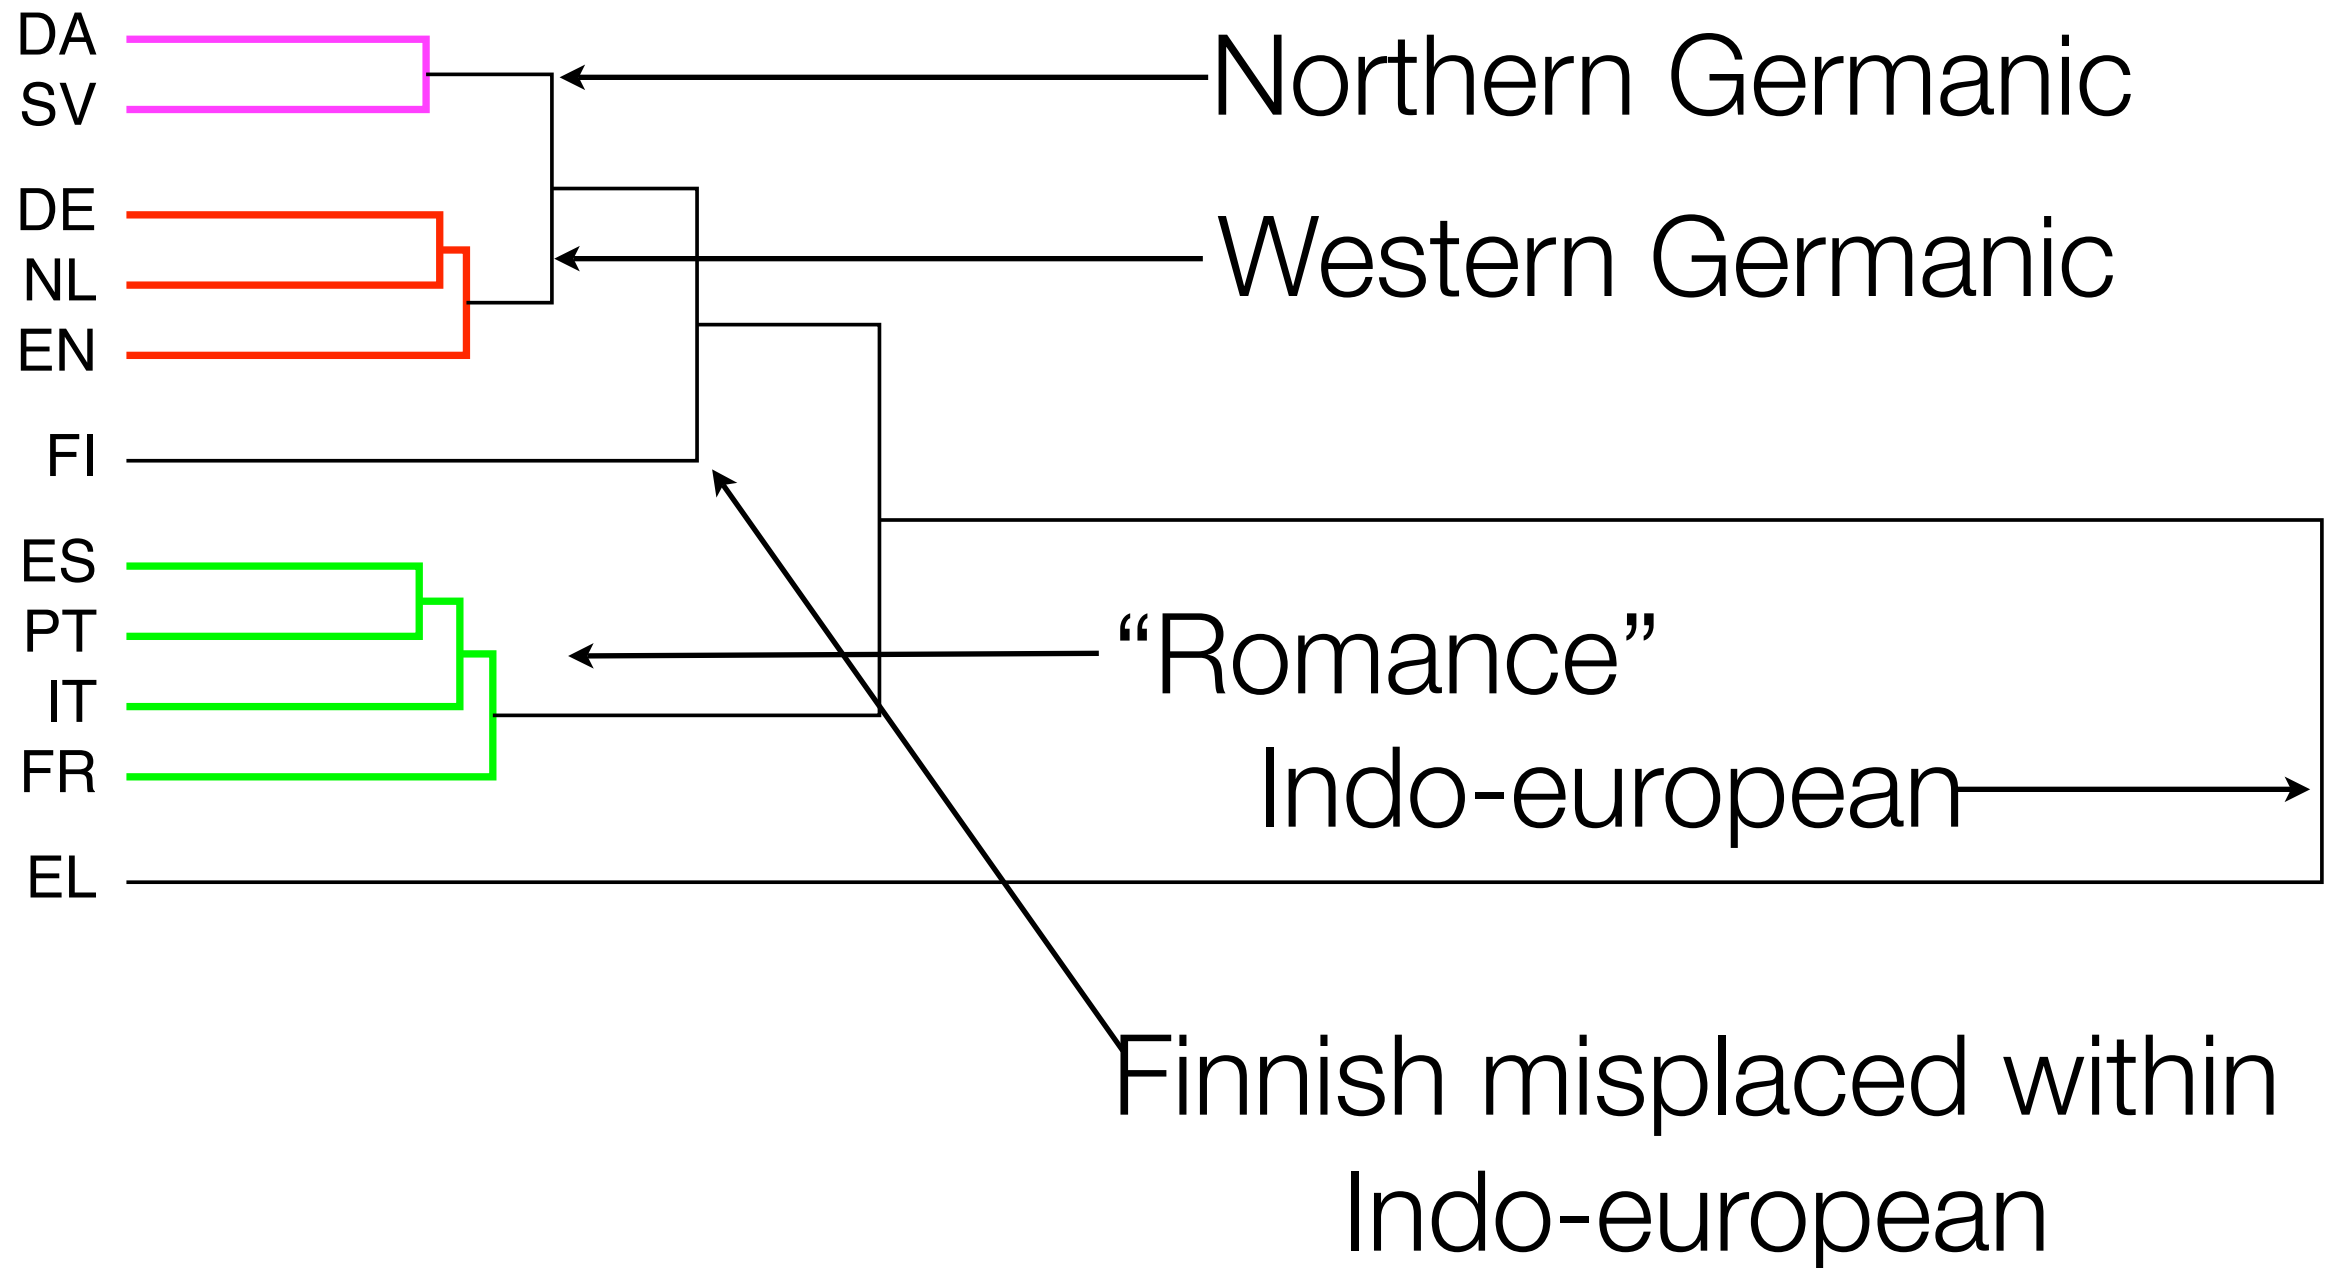 DA
SV
DE
NL
EN
FI
ES
PT
IT
FR
EL
Northern Germanic
Western Germanic
“Romance”
Indo-european
Finnish misplaced within
Indo-european